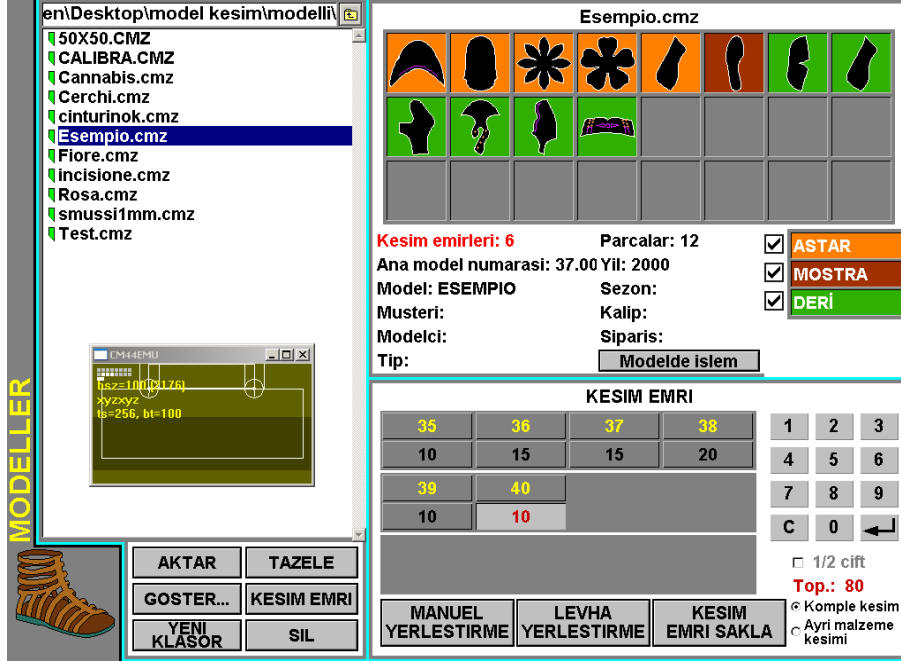 en\Desktop\model kesim\modelli\
50X50.CMZ
CALIBRA.CMZ
Cannabis.cmz
Cerchi.cmz
cinturinok.cmz
Esempio.cmz
Fiore.cmz
incisione.cmz
Rosa.cmz
smussi1mm.cmz
Test.cmz
CM44EMU
hsz=100 (2176)
xyzxyz
ts=256, bt=100
MODELLER
AKTAR
TAZELE
GOSTER...
KESIM EMRI
YENI
KLASOR
SIL
Esempio.cmz
Kesim emirleri: 6
Parcalar: 12
Ana model numarasi: 37.00
Yil: 2000
Model: ESEMPIO
Sezon:
Musteri:
Kalip:
Modelci:
Siparis:
Tip:
Modelde islem
ASTAR
MOSTRA
DERİ
KESIM EMRI
35 36 37 38
10 15 15 20
39 40
10 10
1 2 3
4 5 6
7 8 9
C 0
1/2 cift
Top.: 80
Komple kesim
Ayri malzeme
kesimi
MANUEL
YERLESTIRME
LEVHA
YERLESTIRME
KESIM
EMRI SAKLA